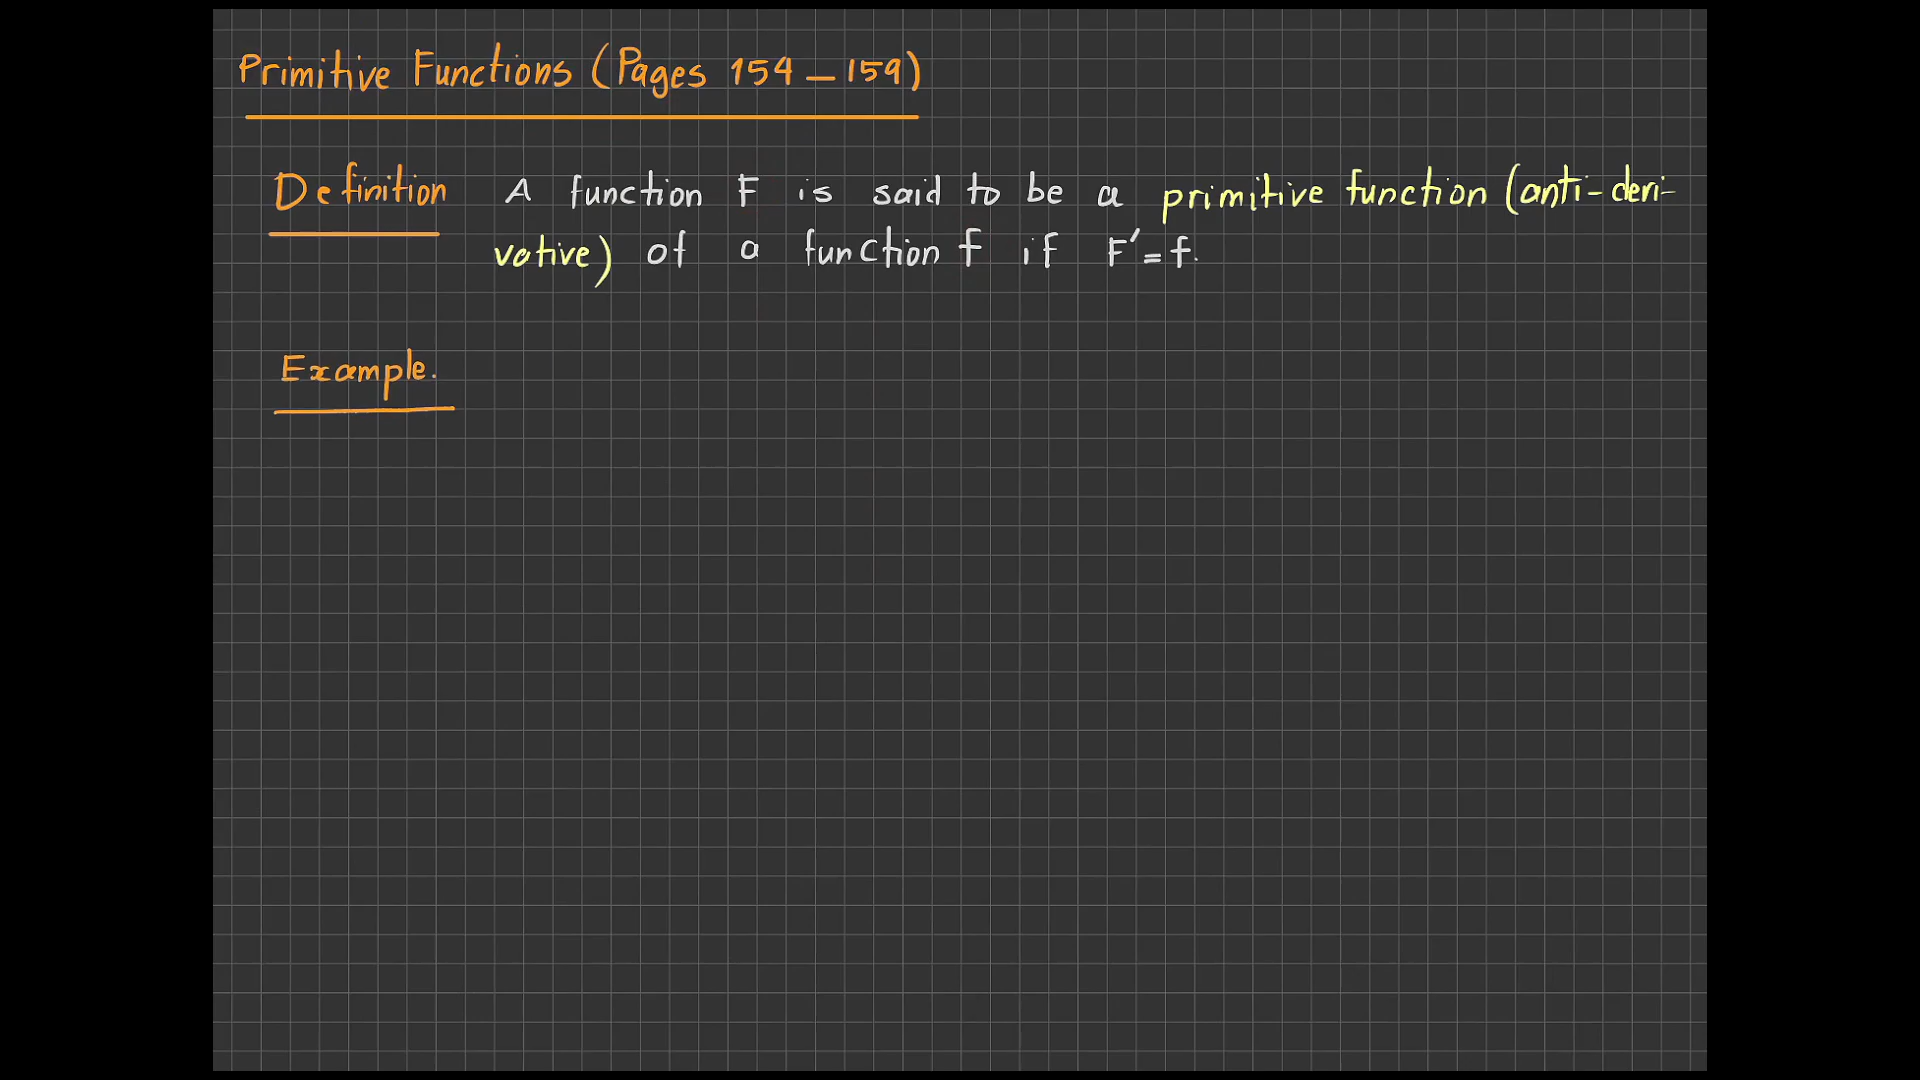 Primitive Functions (Pages 154 – 159)
Definition A function F is said to be a primitive function (anti-deri-
vative) of a function f if F' = f.
Example.